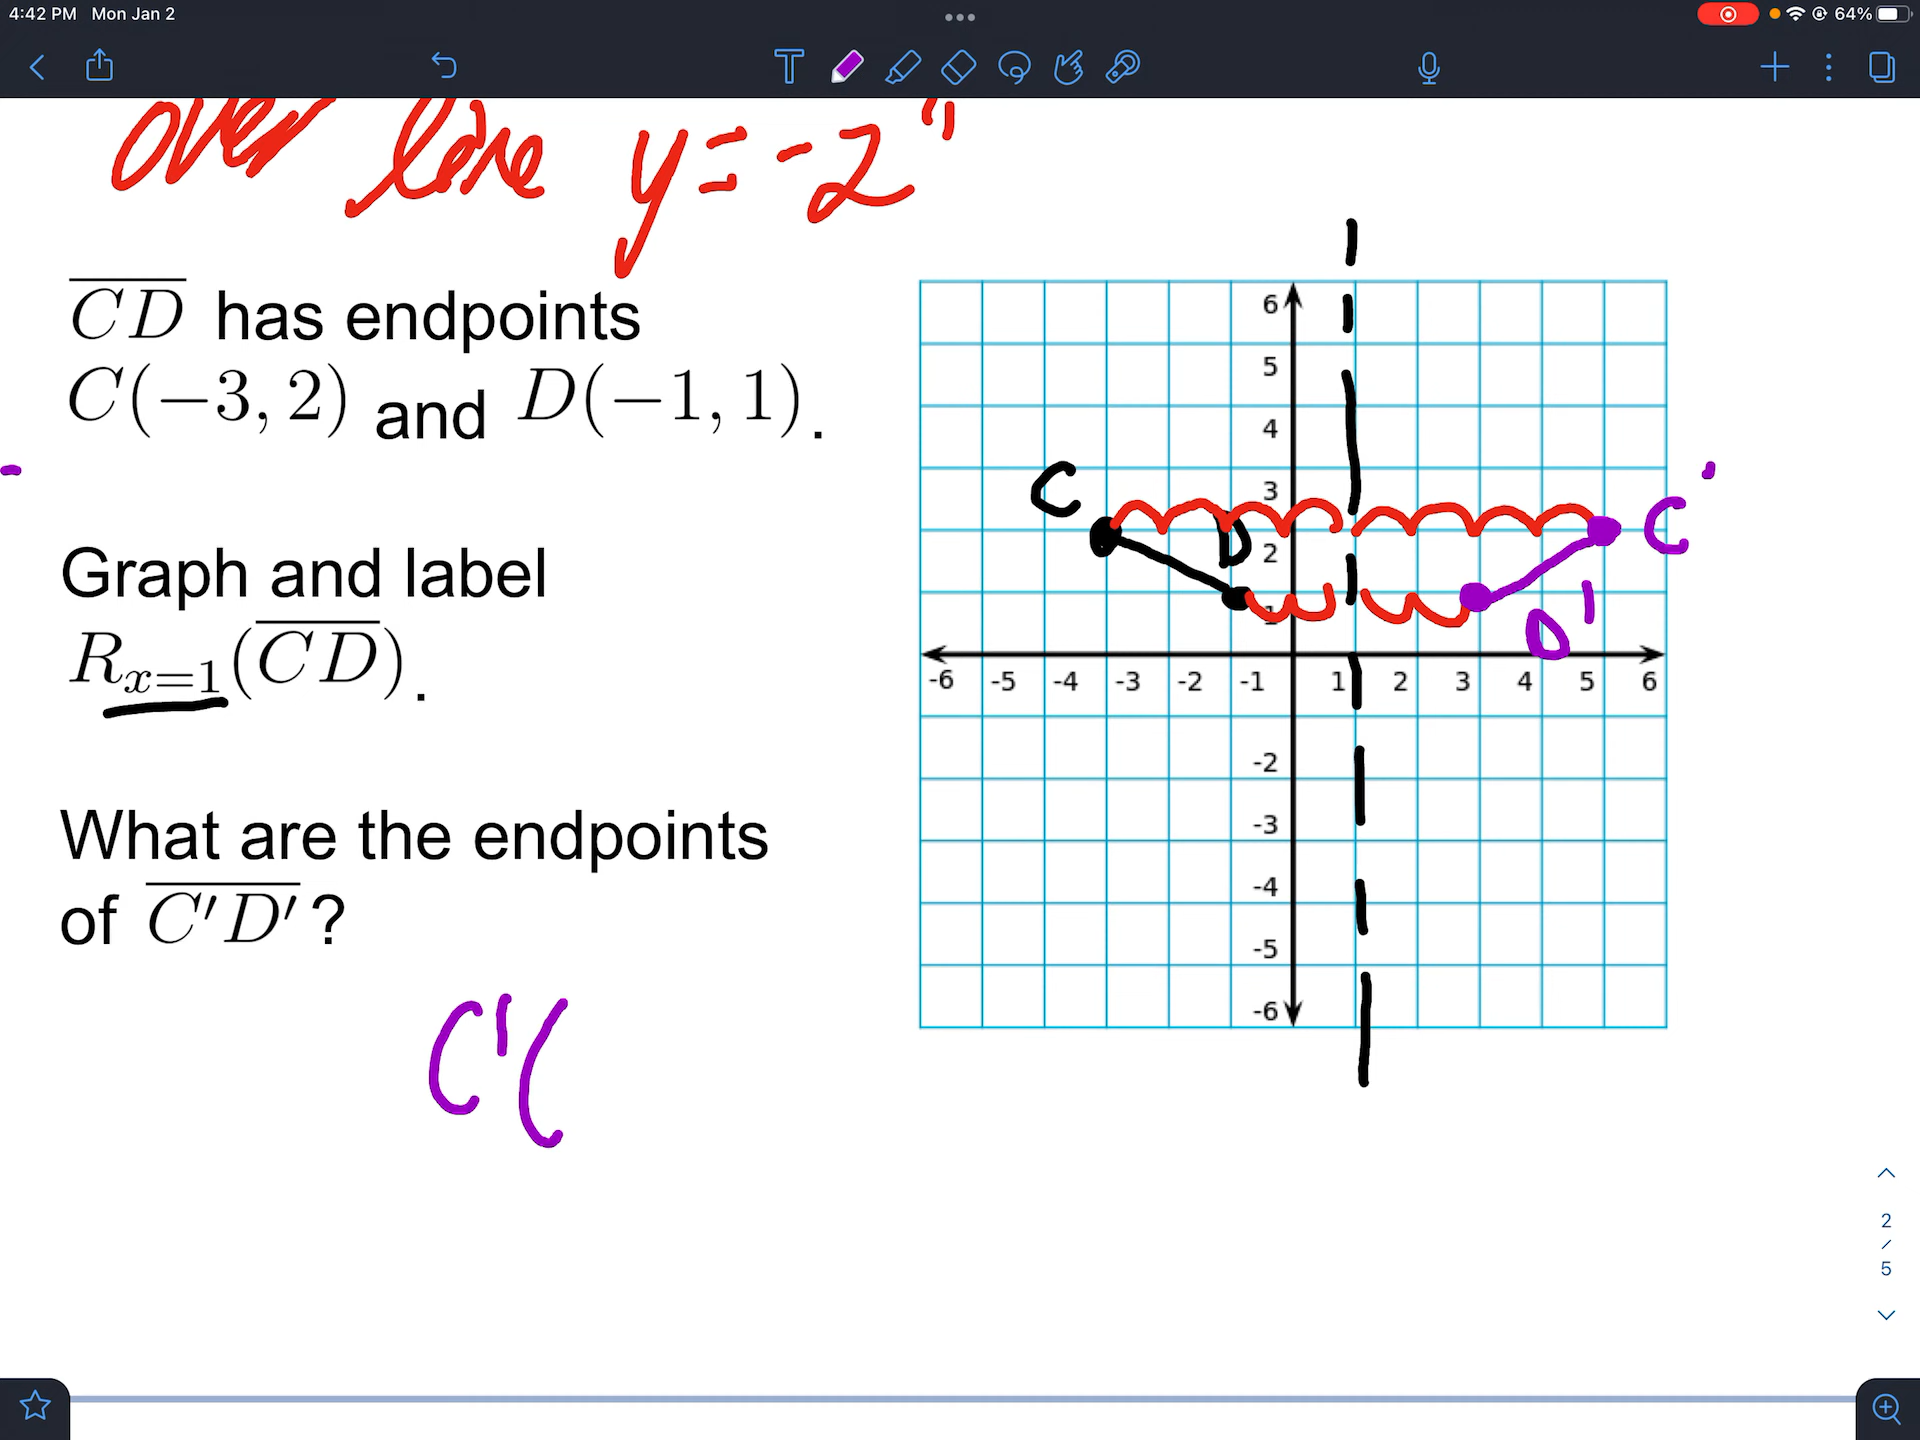 4:42 PM Mon Jan 2
64%
over line y=-2"
CD has endpoints
C(−3, 2) and D(−1, 1).
Graph and label
Rx=1(CD).
What are the endpoints
of C′D′?
C'(
6
5
4
C
3
C'
D
2
1
D'
-6 -5 -4 -3 -2 -1 1 2 3 4 5 6
-2
-3
-4
-5
-6
2
/
5